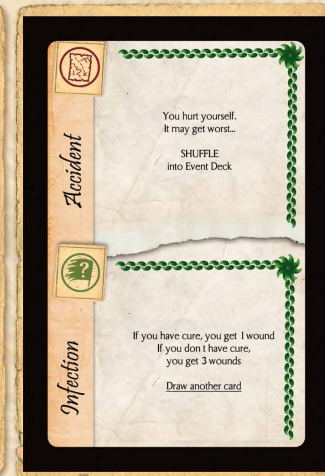 Accident
You hurt yourself.
It may get worst...
SHUFFLE
into Event Deck
?
Infection
If you have cure, you get 1 wound
If you don t have cure,
you get 3 wounds
Draw another card